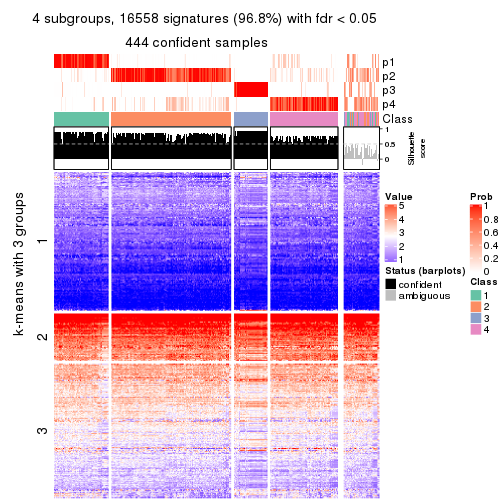 4 subgroups, 16558 signatures (96.8%) with fdr < 0.05
444 confident samples
p1
p2
p3
p4
Class
1
0.5
0
Silhouette
score
k-means with 3 groups
1
2
3
Value
5
4
3
2
1
Status (barplots)
confident
ambiguous
Prob
1
0.8
0.6
0.4
0.2
0
Class
1
2
3
4